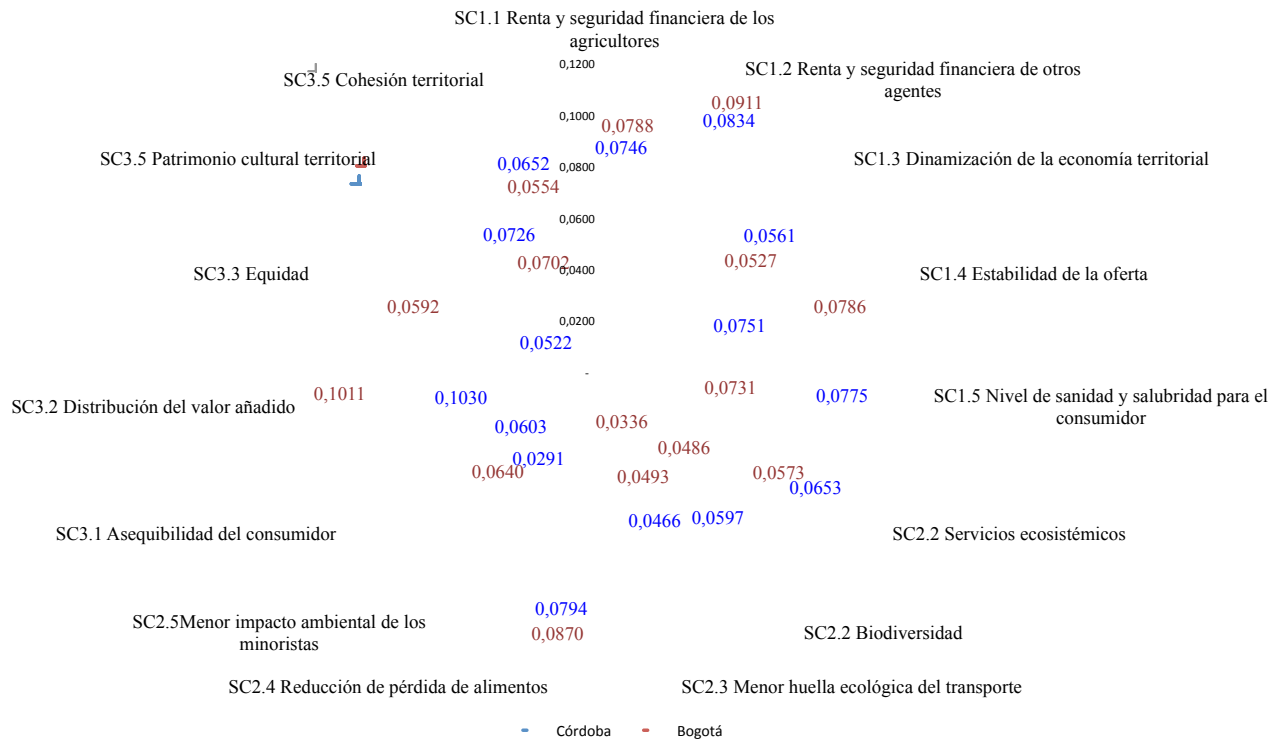 SC1.1 Renta y seguridad financiera de los
agricultores
0,1200
SC3.5 Cohesión territorial
SC1.2 Renta y seguridad financiera de otros
agentes
0,0911
0,1000
0,0834
0,0788
0,0746
SC3.5 Patrimonio cultural territorial
0,0652
0,0800
SC1.3 Dinamización de la economía territorial
0,0554
0,0600
0,0726
0,0561
0,0702
0,0400
0,0527
SC3.3 Equidad
SC1.4 Estabilidad de la oferta
0,0592
0,0786
0,0200
0,0751
0,0522
-
0,1011
0,1030
0,0731
0,0775
SC3.2 Distribución del valor añadido
SC1.5 Nivel de sanidad y salubridad para el
consumidor
0,0603
0,0336
0,0486
0,0291
0,0640
0,0493
0,0573
0,0653
0,0466
0,0597
SC3.1 Asequibilidad del consumidor
SC2.2 Servicios ecosistémicos
0,0794
0,0870
SC2.5Menor impacto ambiental de los
minoristas
SC2.2 Biodiversidad
SC2.4 Reducción de pérdida de alimentos
SC2.3 Menor huella ecológica del transporte
Córdoba
Bogotá